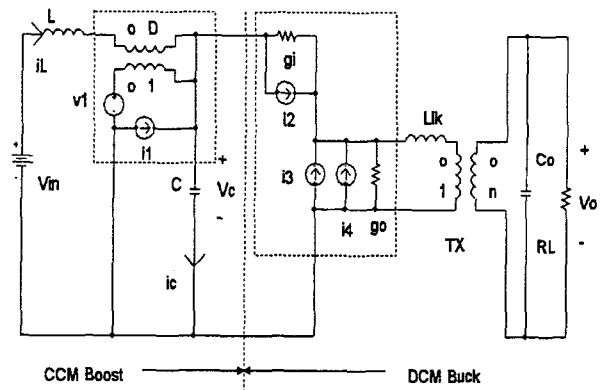 L
o D
iL
gi
o 1
v1
i2
Llk
i1
+
+
i3
o
o
Co
+
Vin
C
Vc
1
n
Vo
-
i4
go
-
TX
RL
-
ic
CCM Boost
DCM Buck